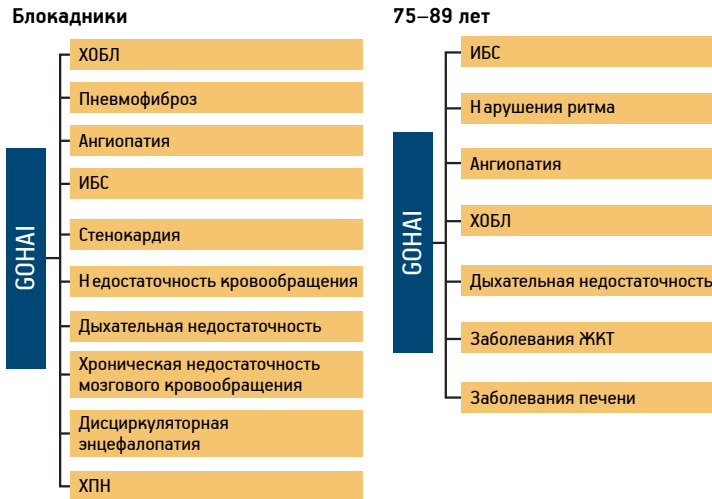 Блокадники
GOHAI
ХОБЛ
Пневмофиброз
Ангиопатия
ИБС
Стенокардия
Недостаточность кровообращения
Дыхательная недостаточность
Хроническая недостаточность
мозгового кровообращения
Дисциркуляторная
энцефалопатия
ХПН
75–89 лет
GOHAI
ИБС
Нарушения ритма
Ангиопатия
ХОБЛ
Дыхательная недостаточность
Заболевания ЖКТ
Заболевания печени